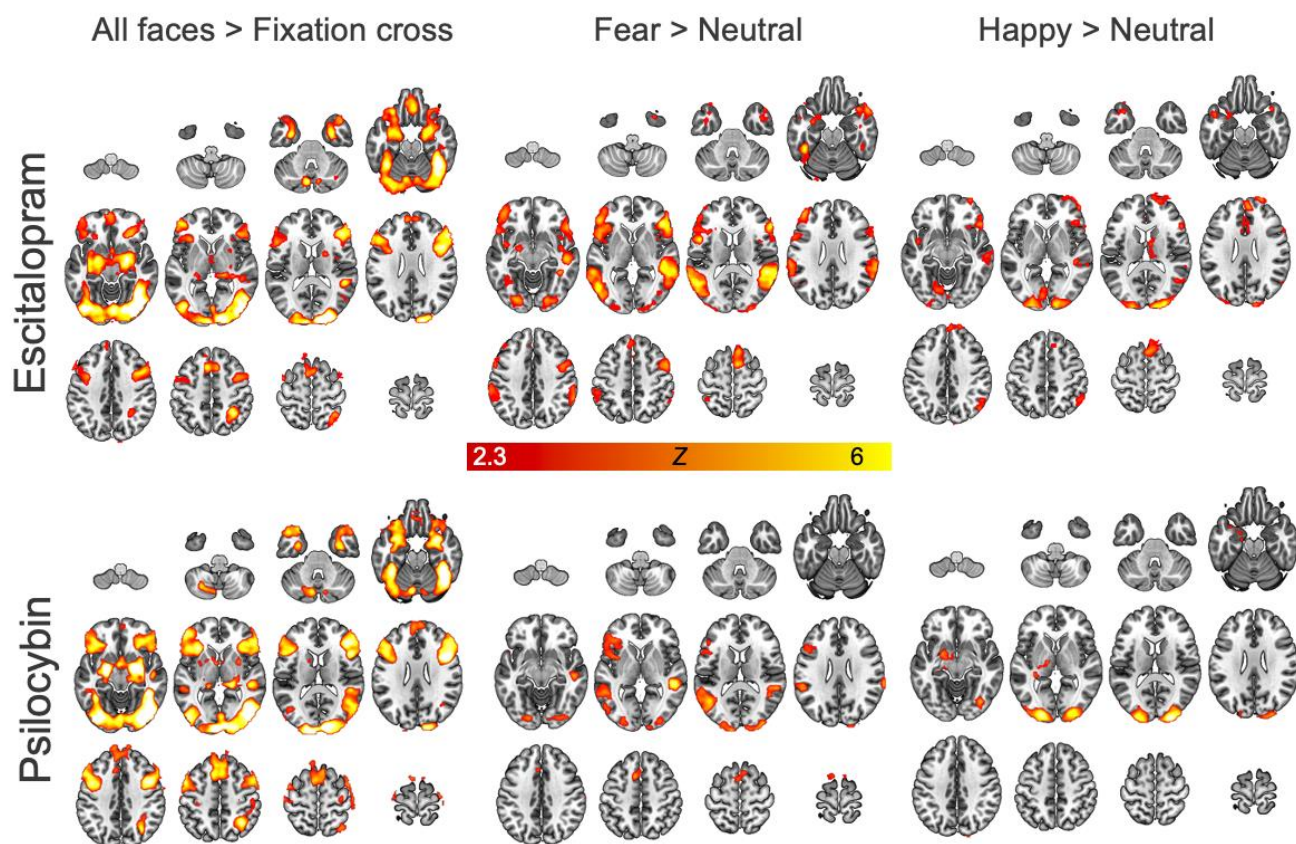 All faces > Fixation cross
Fear > Neutral
Happy > Neutral
Escitalopram
2.3 Z 6
Psilocybin